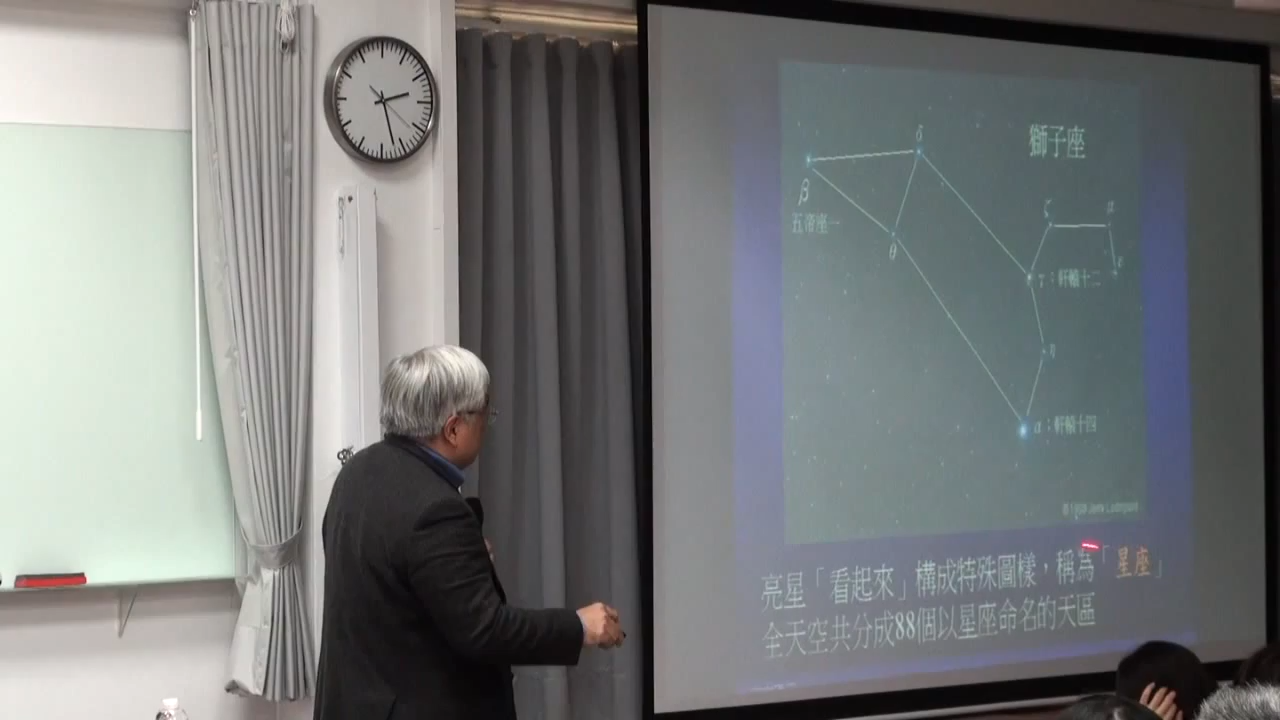 獅子座
δ
β
五帝座一
θ
ζ
μ
ε
γ:軒轅十二
η
α:軒轅十四
亮星「看起來」構成特殊圖樣,稱為「星座」
全天空共分成88個以星座命名的天區